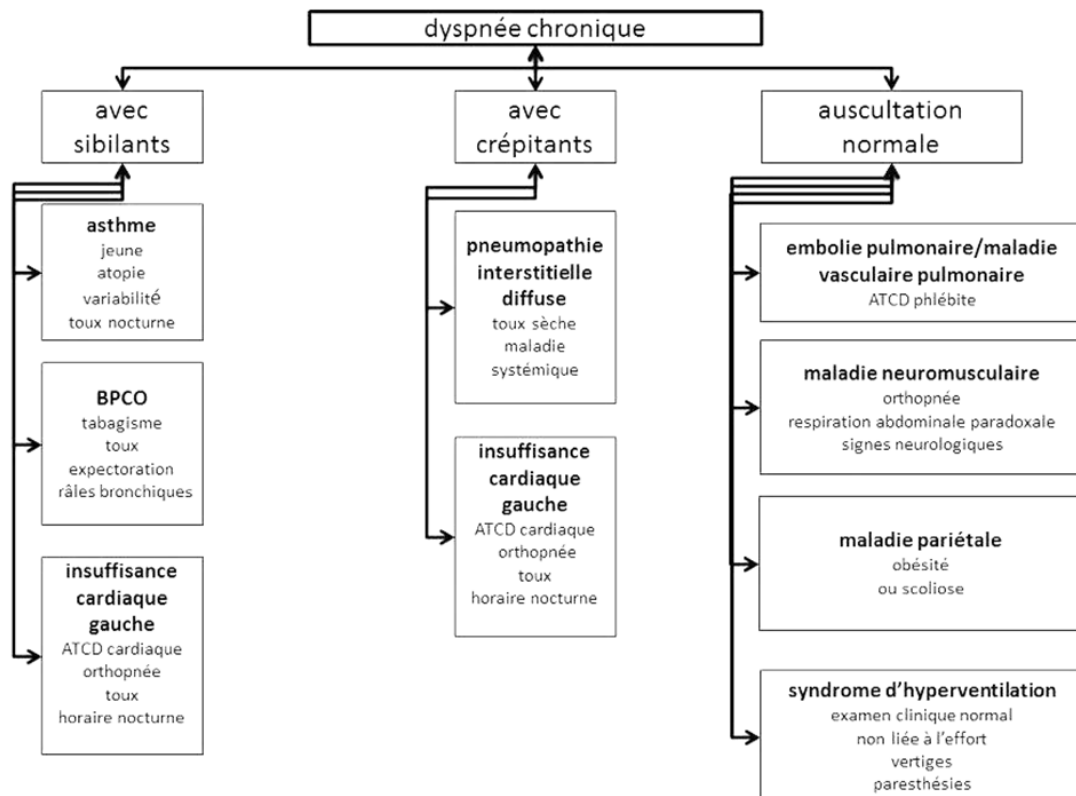 dyspnée chronique
avec
sibilants
avec
crépitants
auscultation
normale
asthme
jeune
atopie
variabilité
toux nocturne
BPCO
tabagisme
toux
expectoration
râles bronchiques
insuffisance
cardiaque
gauche
ATCD cardiaque
orthopnée
toux
horaire nocturne
pneumopathie
interstitielle
diffuse
toux sèche
maladie
systémique
insuffisance
cardiaque
gauche
ATCD cardiaque
orthopnée
toux
horaire nocturne
embolie pulmonaire/maladie
vasculaire pulmonaire
ATCD phlébite
maladie neuromusculaire
orthopnée
respiration abdominale paradoxale
signes neurologiques
maladie pariétale
obésité
ou scoliose
syndrome d'hyperventilation
examen clinique normal
non liée à l'effort
vertiges
paresthésies